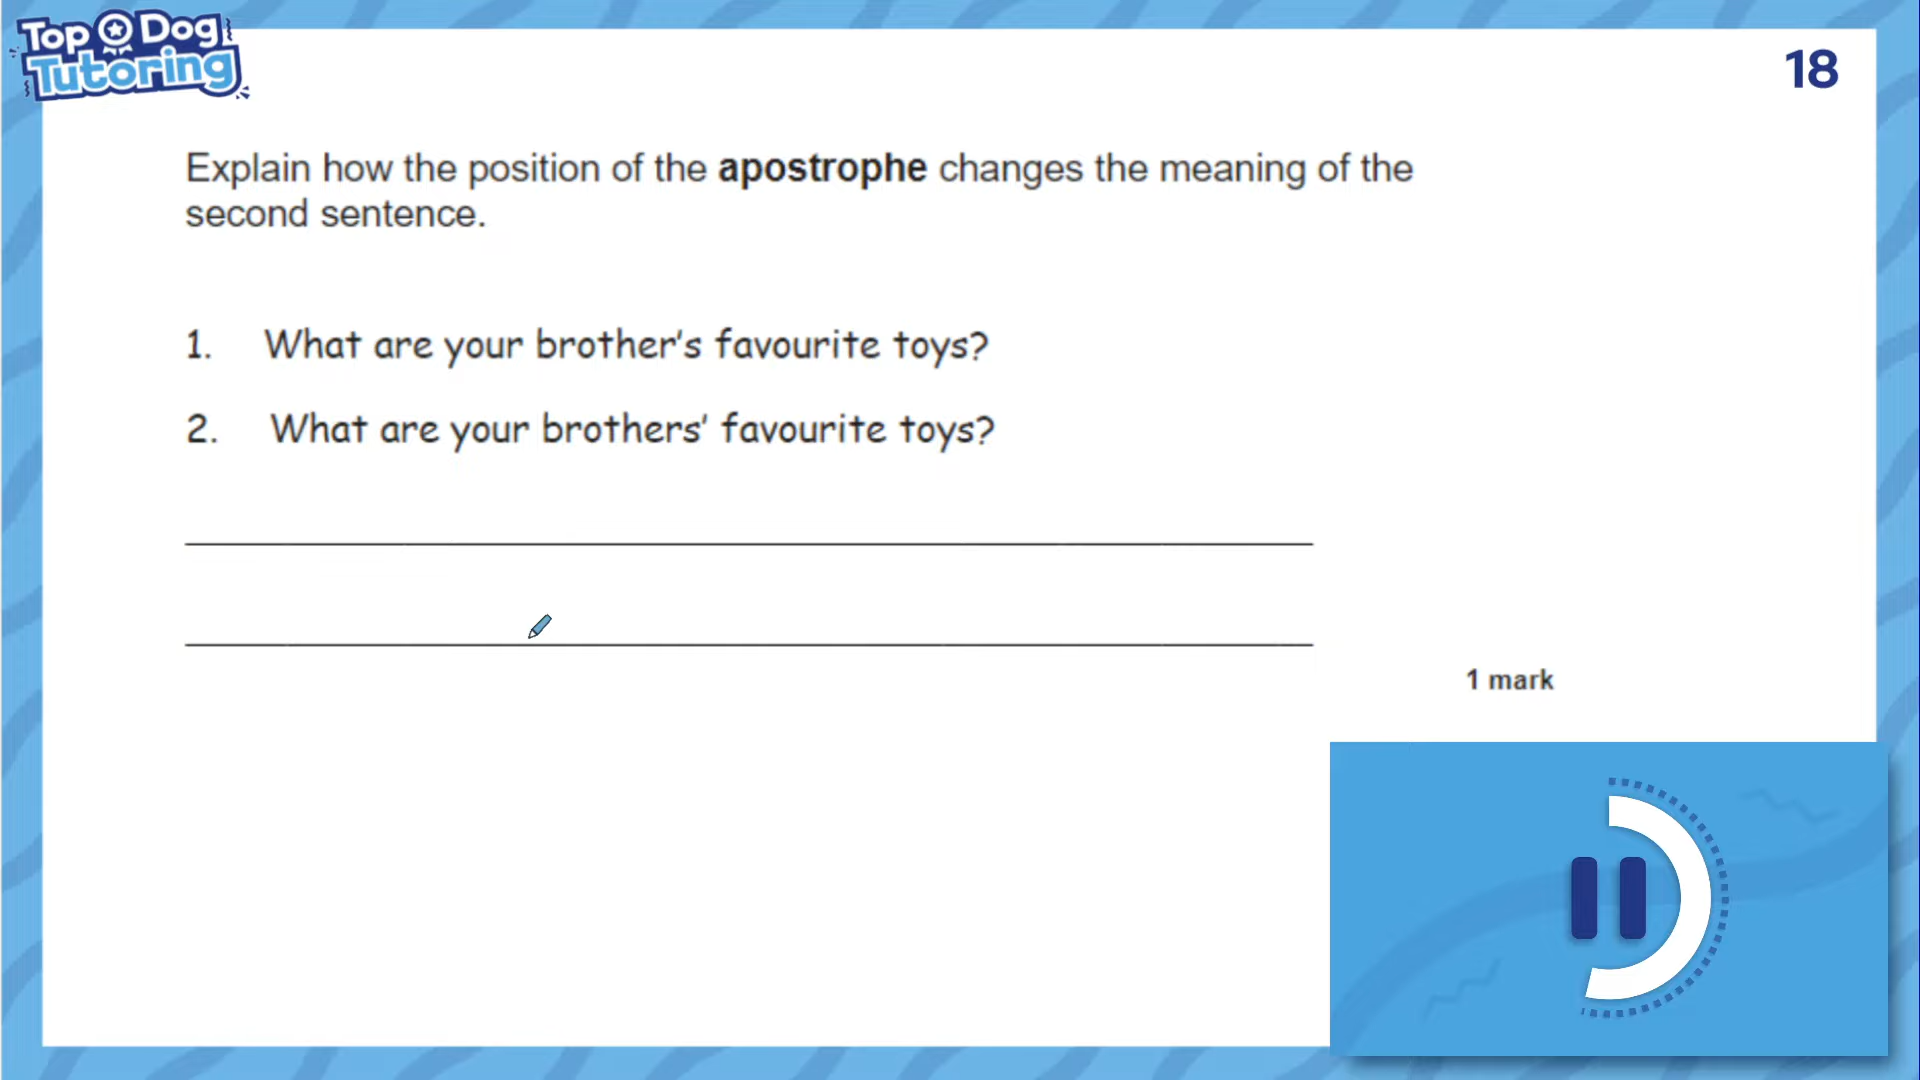 Top Dog
Tutoring
18
Explain how the position of the apostrophe changes the meaning of the
second sentence.
1. What are your brother's favourite toys?
2. What are your brothers' favourite toys?
1 mark